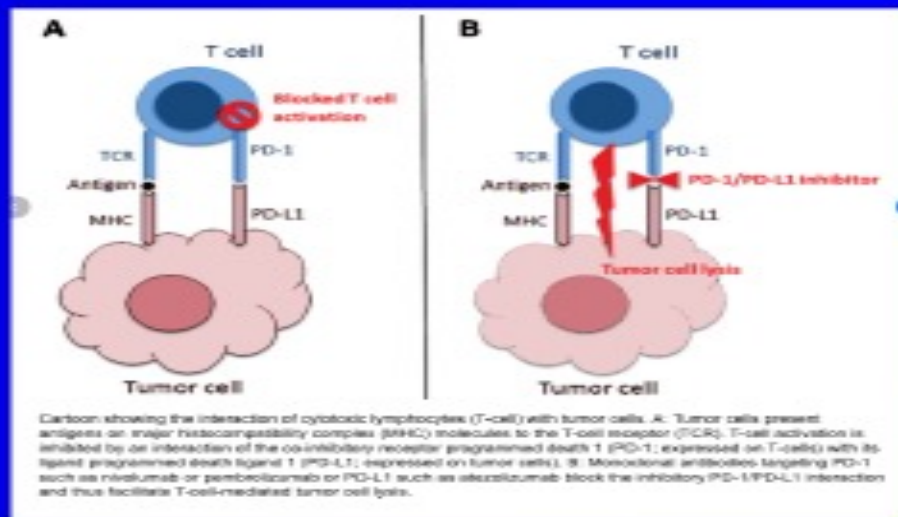 A
B
T cell
T cell
Blocked T cell
activation
TCR
PD-1
TCR
PD-1
Antigen
Antigen
PD-1/PD-L1 inhibitor
MHC
PD-L1
MHC
PD-L1
Tumor cell lysis
Tumor cell
Tumor cell
Cartoon showing the interaction of cytotoxic lymphocytes (T-cell) with tumor cells. A: Tumor cells present
antigens on major histocompatibility complex (MHC) molecules to the T-cell receptor (TCR). T-cell activation is
inhibited by an interaction of the co-inhibitory receptor programmed death 1 (PD-1; expressed on T-cells) with its
ligand programmed death ligand 1 (PD-L1; expressed on tumor cells). B: Monoclonal antibodies targeting PD-1
such as nivolumab or pembrolizumab or PD-L1 such as atezolizumab block the inhibitory PD-1/PD-L1 interaction
and thus facilitate T-cell-mediated tumor cell lysis.